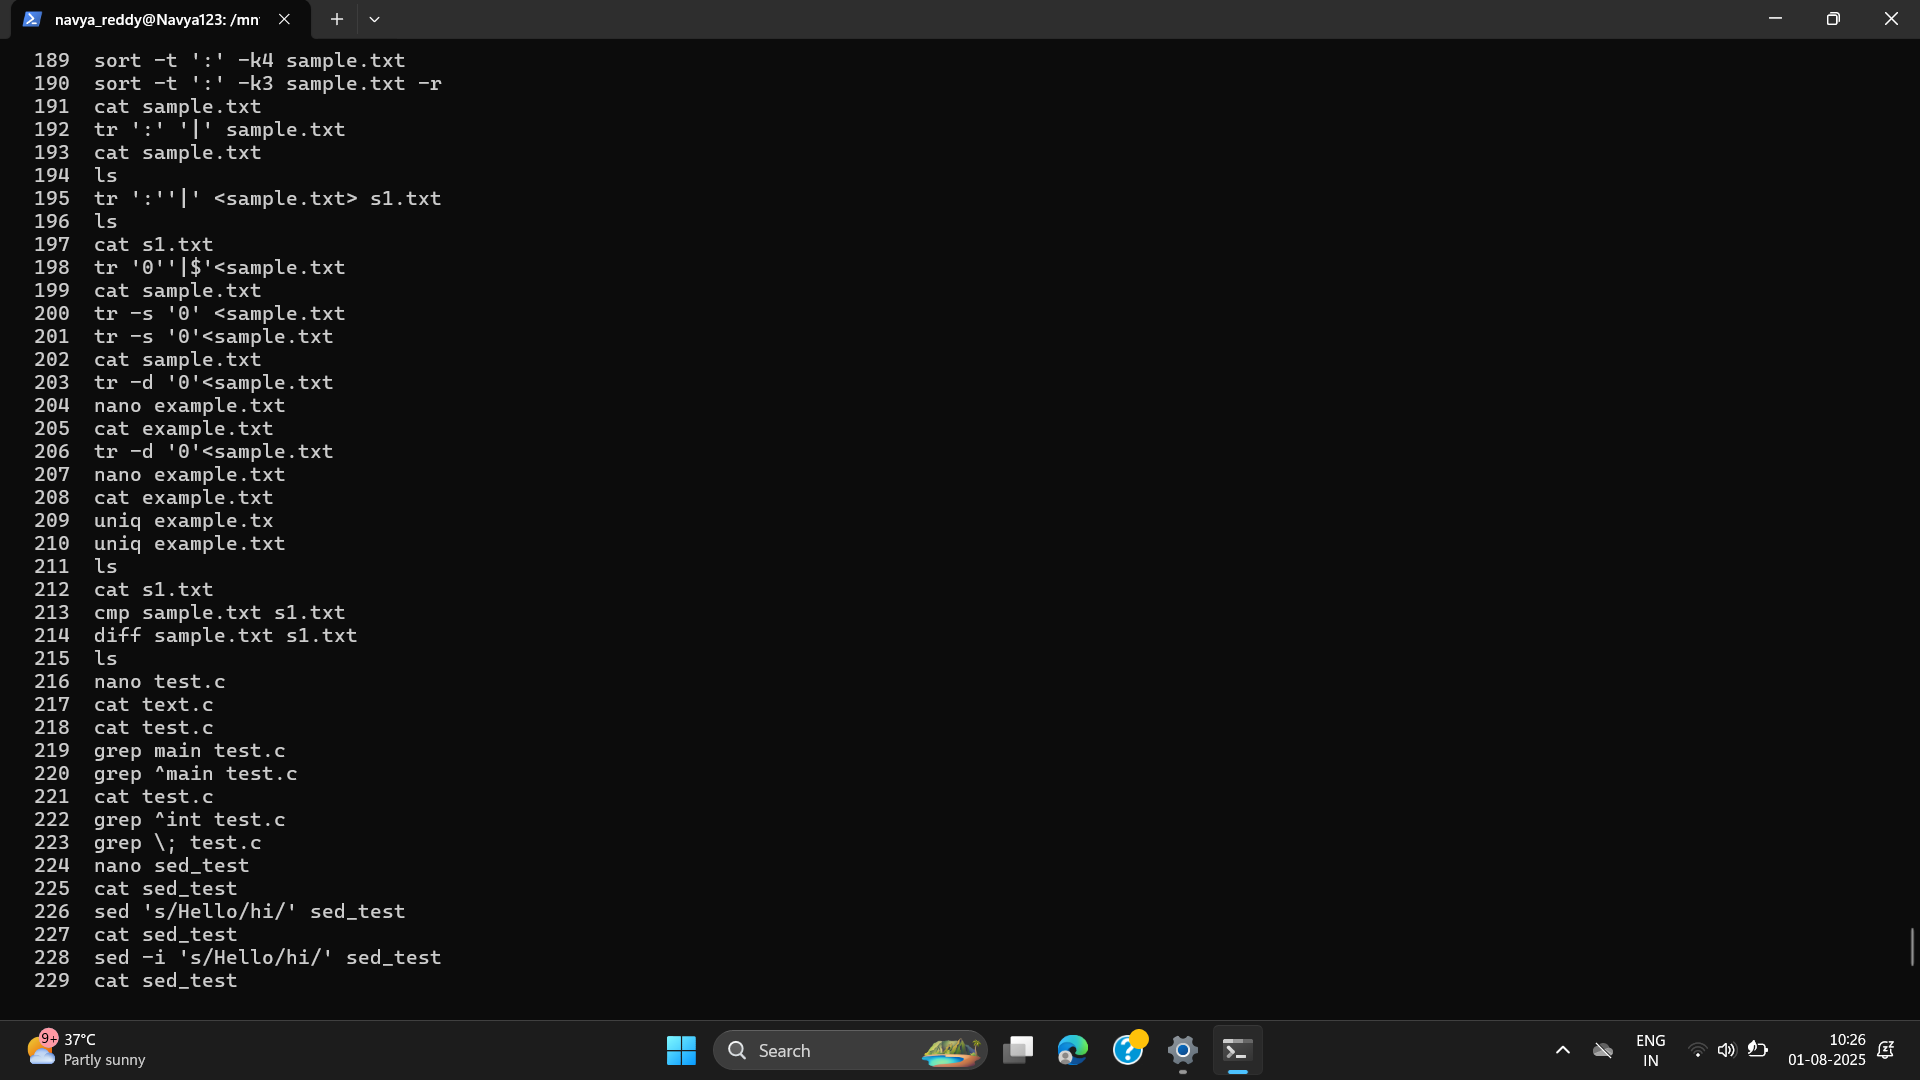 navya_reddy@Navya123: /mn
189 sort -t ':' -k4 sample.txt
190 sort -t ':' -k3 sample.txt -r
191 cat sample.txt
192 tr ':' '|' sample.txt
193 cat sample.txt
194 ls
195 tr ':''|' <sample.txt> s1.txt
196 ls
197 cat s1.txt
198 tr '0''|$'<sample.txt
199 cat sample.txt
200 tr -s '0' <sample.txt
201 tr -s '0'<sample.txt
202 cat sample.txt
203 tr -d '0'<sample.txt
204 nano example.txt
205 cat example.txt
206 tr -d '0'<sample.txt
207 nano example.txt
208 cat example.txt
209 uniq example.tx
210 uniq example.txt
211 ls
212 cat s1.txt
213 cmp sample.txt s1.txt
214 diff sample.txt s1.txt
215 ls
216 nano test.c
217 cat text.c
218 cat test.c
219 grep main test.c
220 grep ^main test.c
221 cat test.c
222 grep ^int test.c
223 grep \; test.c
224 nano sed_test
225 cat sed_test
226 sed 's/Hello/hi/' sed_test
227 cat sed_test
228 sed -i 's/Hello/hi/' sed_test
229 cat sed_test
9+ 37°C
Partly sunny
Search
ENG
IN
10:26
01-08-2025